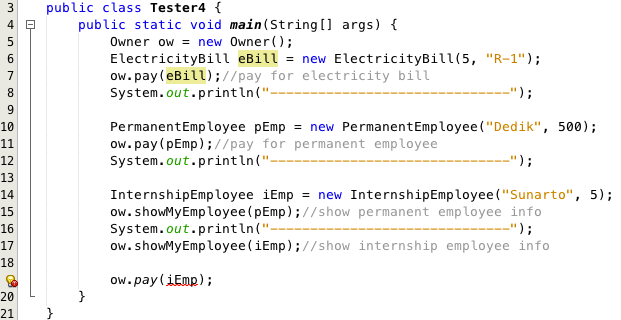 3 public class Tester4 {
4 public static void main(String[] args) {
5 Owner ow = new Owner();
6 ElectricityBill eBill = new ElectricityBill(5, "R-1");
7 ow.pay(eBill);//pay for electricity bill
8 System.out.println("------------------------------");
9
10 PermanentEmployee pEmp = new PermanentEmployee("Dedik", 500);
11 ow.pay(pEmp);//pay for permanent employee
12 System.out.println("------------------------------");
13
14 InternshipEmployee iEmp = new InternshipEmployee("Sunarto", 5);
15 ow.showMyEmployee(pEmp);//show permanent employee info
16 System.out.println("------------------------------");
17 ow.showMyEmployee(iEmp);//show internship employee info
18
ow.pay(iEmp);
20 }
21 }